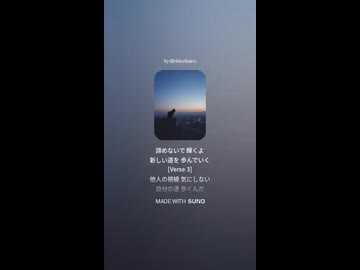 諦めないで 輝くよ
新しい道を 歩んでいく
[Verse 3]
他人の視線 気にしない
自分の道 歩くんだ
MADE WITH SUNO